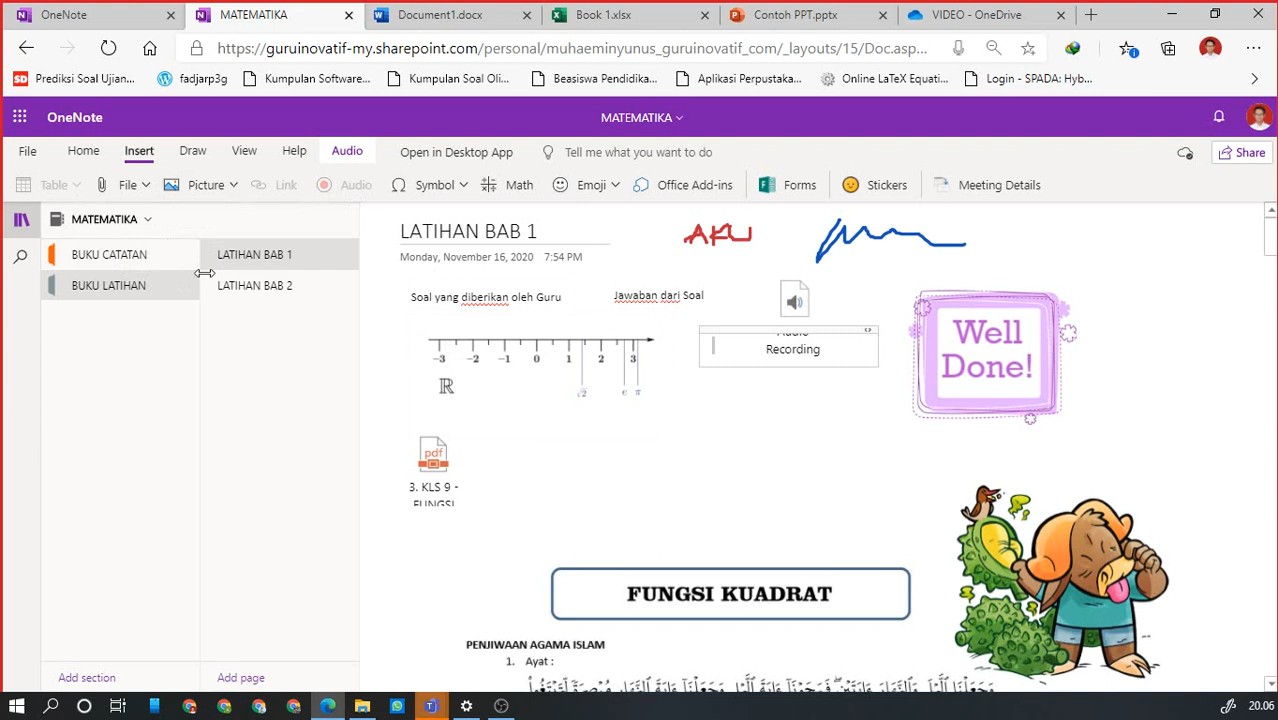 OneNote
MATEMATIKA
Document1.docx
Book 1.xlsx
Contoh PPT.pptx
VIDEO - OneDrive
https://guruinovatif-my.sharepoint.com/personal/muhaeminyunus_guruinovatif_com/_layouts/15/Doc.asp...
SD Prediksi Soal Ujian...
fadjarp3g
Kumpulan Software...
Kumpulan Soal Oli...
Beasiswa Pendidika...
Aplikasi Perpustaka...
Online LaTeX Equati...
Login - SPADA: Hyb...
OneNote
MATEMATIKA
File Home Insert Draw View Help Audio Open in Desktop App Tell me what you want to do Share
Table File Picture Link Audio Symbol Math Emoji Office Add-ins Forms Stickers Meeting Details
MATEMATIKA
BUKU CATATAN
BUKU LATIHAN
LATIHAN BAB 1
LATIHAN BAB 2
Add section
Add page
LATIHAN BAB 1
AKU
Monday, November 16, 2020 7:54 PM
Soal yang diberikan oleh Guru
Jawaban dari Soal
-3 -2 -1 0 1 2 3
√2 e π
ℝ
Audio
Recording
Well
Done!
pdf
3. KLS 9 -
FUNGSI
FUNGSI KUADRAT
PENJIWAAN AGAMA ISLAM
1. Ayat :
20.06